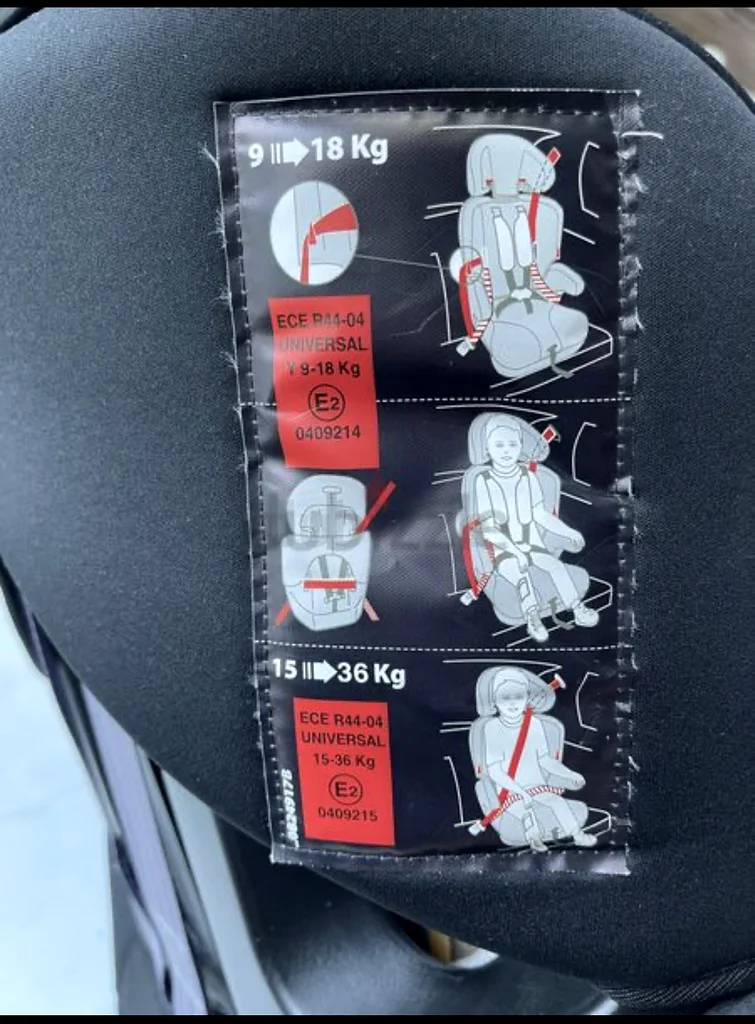 9 18 Kg
ECE R44-04
UNIVERSAL
Y 9-18 Kg
E2
0409214
15 36 Kg
ECE R44-04
UNIVERSAL
15-36 Kg
E2
0409215